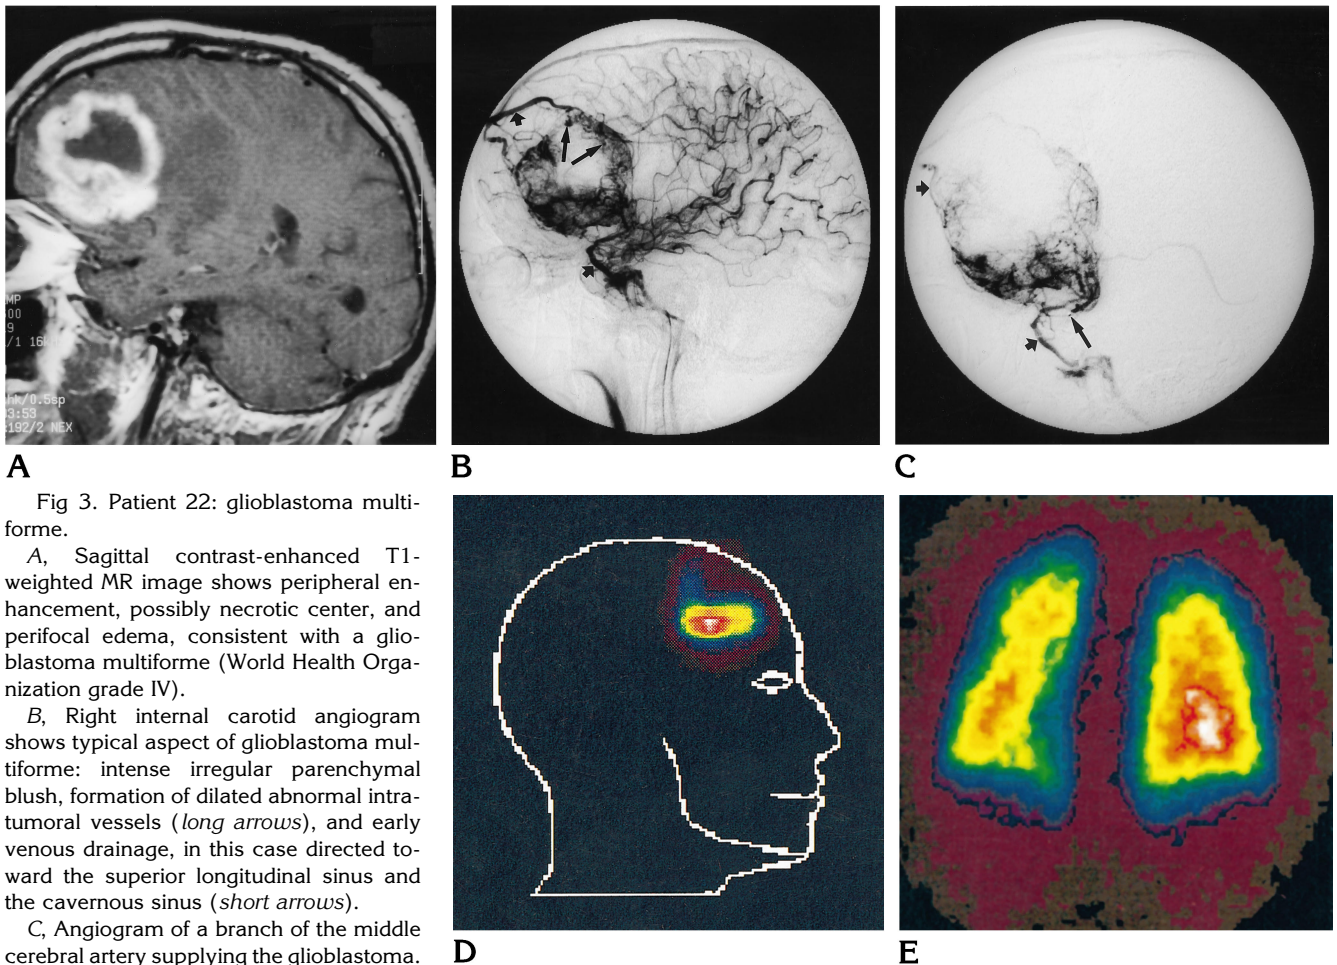 MP
500
9
/1 16k
hk/0.5sp
03:53
:192/2 NEX
A
B
C
Fig 3. Patient 22: glioblastoma multi-
forme.
A, Sagittal contrast-enhanced T1-
weighted MR image shows peripheral en-
hancement, possibly necrotic center, and
perifocal edema, consistent with a glio-
blastoma multiforme (World Health Orga-
nization grade IV).
B, Right internal carotid angiogram
shows typical aspect of glioblastoma mul-
tiforme: intense irregular parenchymal
blush, formation of dilated abnormal intra-
tumoral vessels (long arrows), and early
venous drainage, in this case directed to-
ward the superior longitudinal sinus and
the cavernous sinus (short arrows).
C, Angiogram of a branch of the middle
cerebral artery supplying the glioblastoma.
D
E